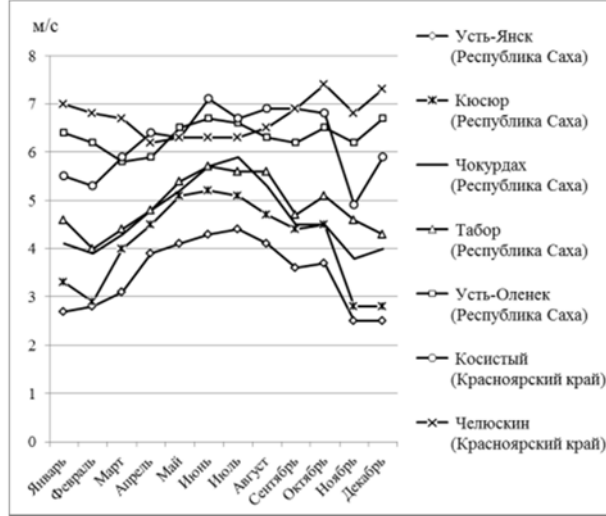 м/с
8
7
6
5
4
3
2
1
0
Январь
Февраль
Март
Апрель
Май
Июнь
Июль
Август
Сентябрь
Октябрь
Ноябрь
Декабрь
Усть-Янск
(Республика Саха)
Кюсюр
(Республика Саха)
Чокурдах
(Республика Саха)
Табор
(Республика Саха)
Усть-Оленек
(Республика Саха)
Косистый
(Красноярский край)
Челюскин
(Красноярский край)